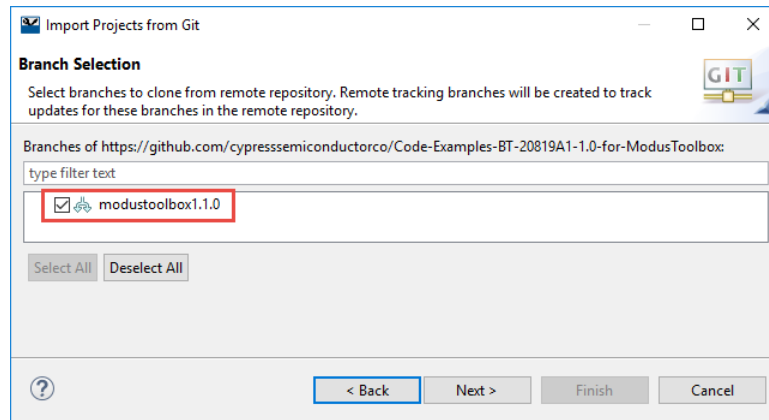 Import Projects from Git
Branch Selection
GIT
Select branches to clone from remote repository. Remote tracking branches will be created to track
updates for these branches in the remote repository.
Branches of https://github.com/cypresssemiconductorco/Code-Examples-BT-20819A1-1.0-for-ModusToolbox:
type filter text
modustoolbox1.1.0
Select All Deselect All
? < Back Next > Finish Cancel